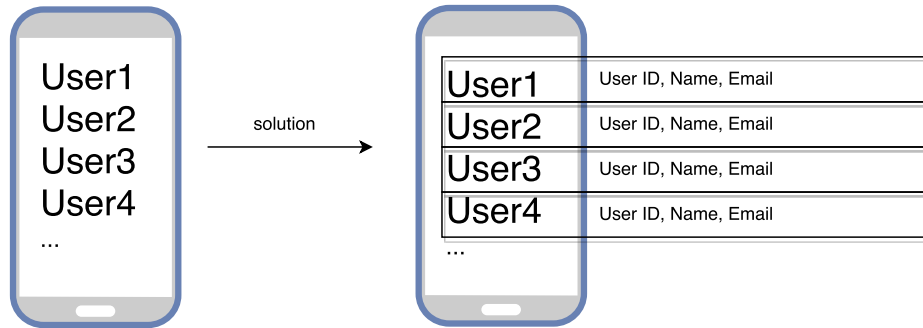 User1
User2
User3
User4
...
solution
User1 User ID, Name, Email
User2 User ID, Name, Email
User3 User ID, Name, Email
User4 User ID, Name, Email
...